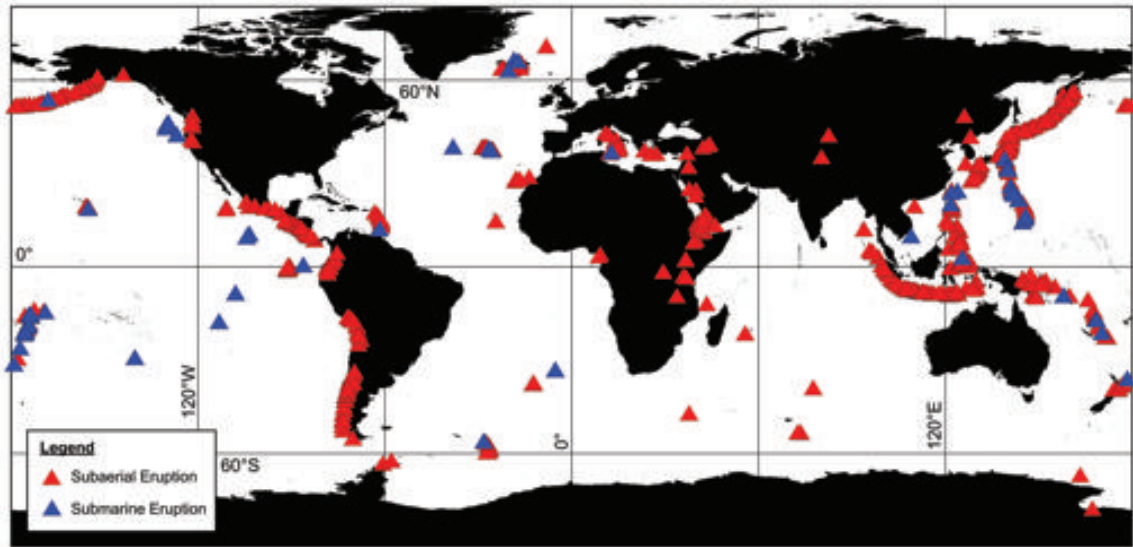 60°N
0°
120°W
120°E
0°
60°S
Legend
Subaerial Eruption
Submarine Eruption